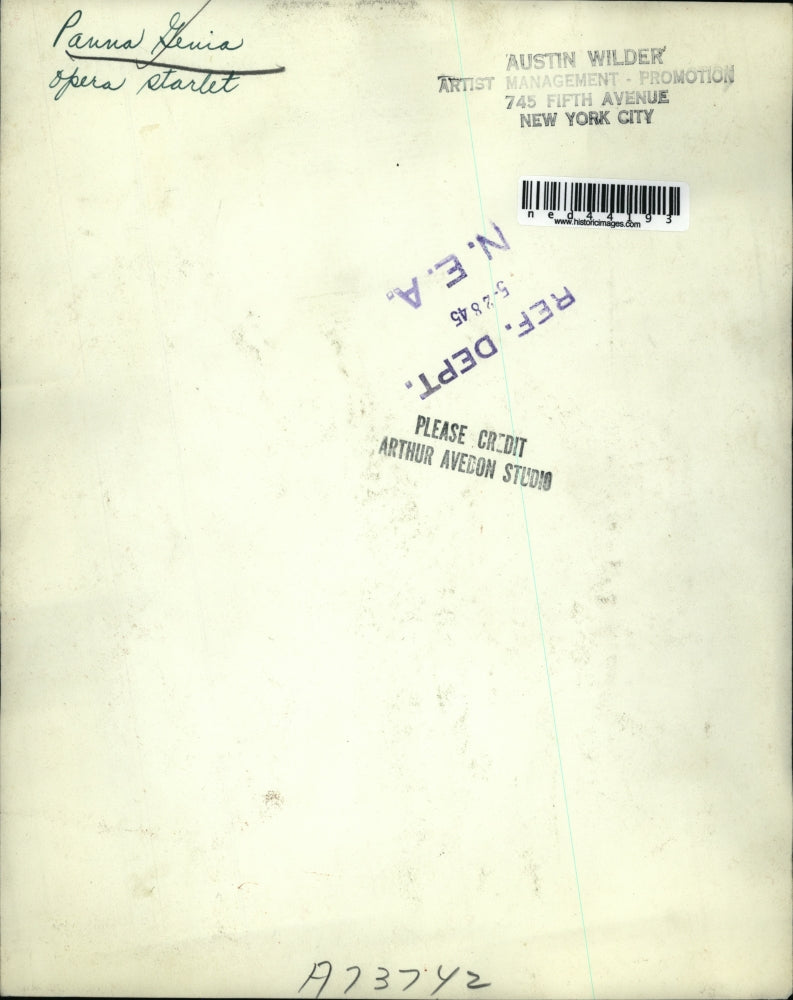 Panna Genia
opera starlet
AUSTIN WILDER
ARTIST MANAGEMENT - PROMOTION
745 FIFTH AVENUE
NEW YORK CITY
ned44193
www.historicimages.com
N. E. A.
5-28 45
REF. DEPT.
PLEASE CREDIT
ARTHUR AVEDON STUDIO
A73742